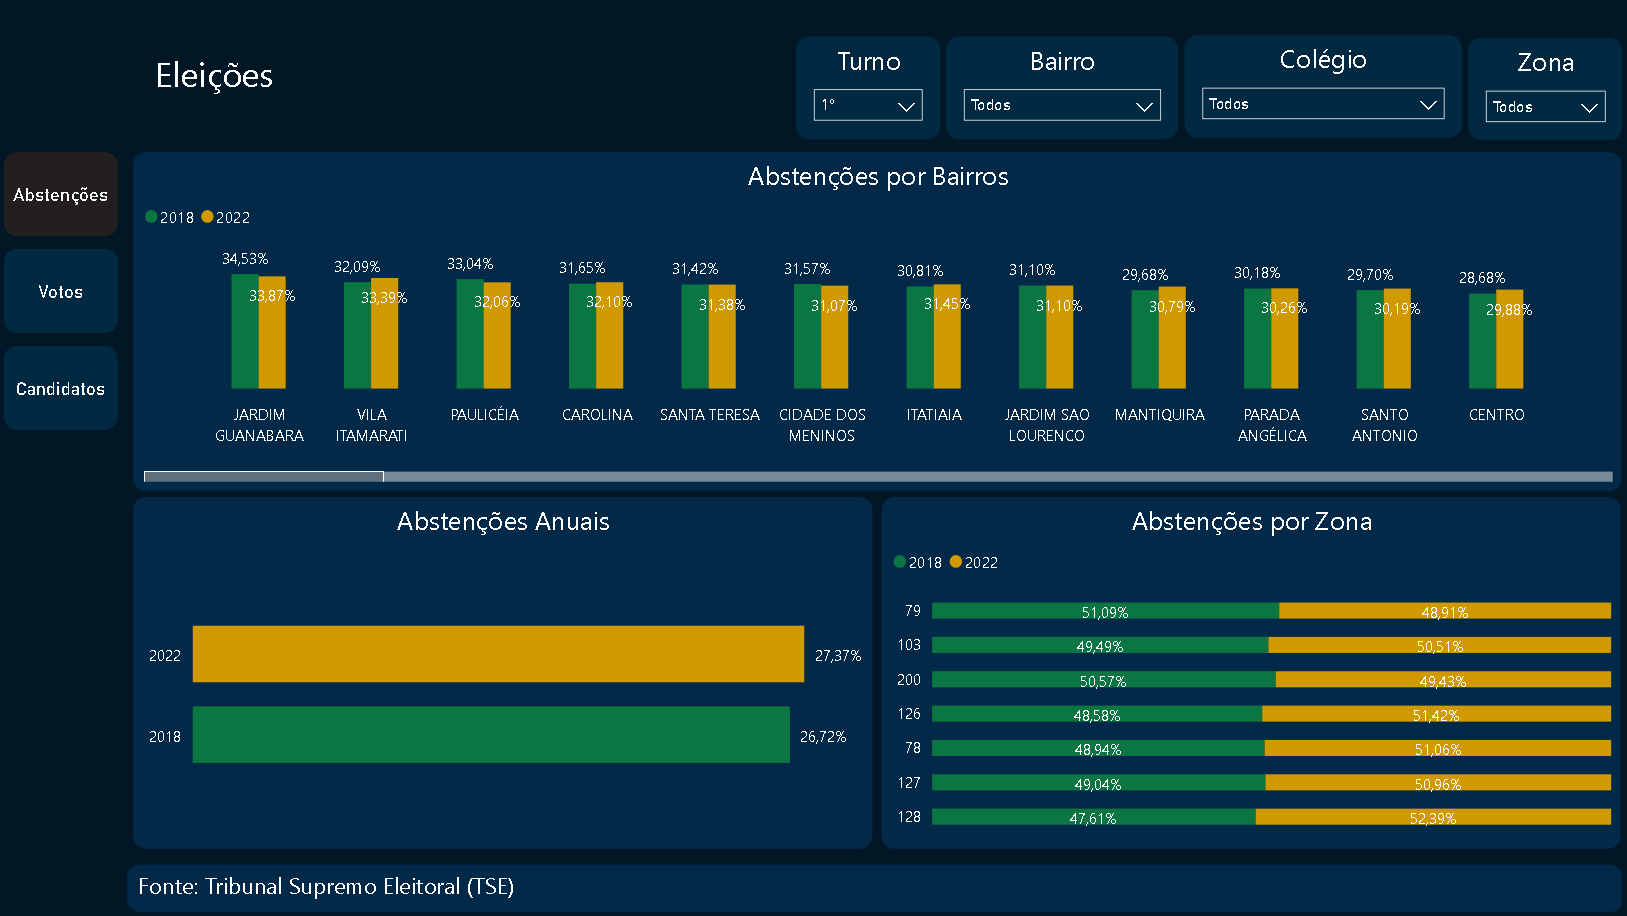 Eleições
Turno
1º
Bairro
Todos
Colégio
Todos
Zona
Todos
Abstenções
Votos
Candidatos
Abstenções por Bairros
2018 2022
34,53% 32,09% 33,04% 31,65% 31,42% 31,57% 30,81% 31,10% 29,68% 30,18% 29,70% 28,68%
33,87% 33,39% 32,06% 32,10% 31,38% 31,07% 31,45% 31,10% 30,79% 30,26% 30,19% 29,88%
JARDIM VILA PAULICÉIA CAROLINA SANTA TERESA CIDADE DOS ITATIAIA JARDIM SAO MANTIQUIRA PARADA SANTO CENTRO
GUANABARA ITAMARATI MENINOS LOURENCO ANGÉLICA ANTONIO
Abstenções Anuais
2022 27,37%
2018 26,72%
Abstenções por Zona
2018 2022
79 51,09% 48,91%
103 49,49% 50,51%
200 50,57% 49,43%
126 48,58% 51,42%
78 48,94% 51,06%
127 49,04% 50,96%
128 47,61% 52,39%
Fonte: Tribunal Supremo Eleitoral (TSE)